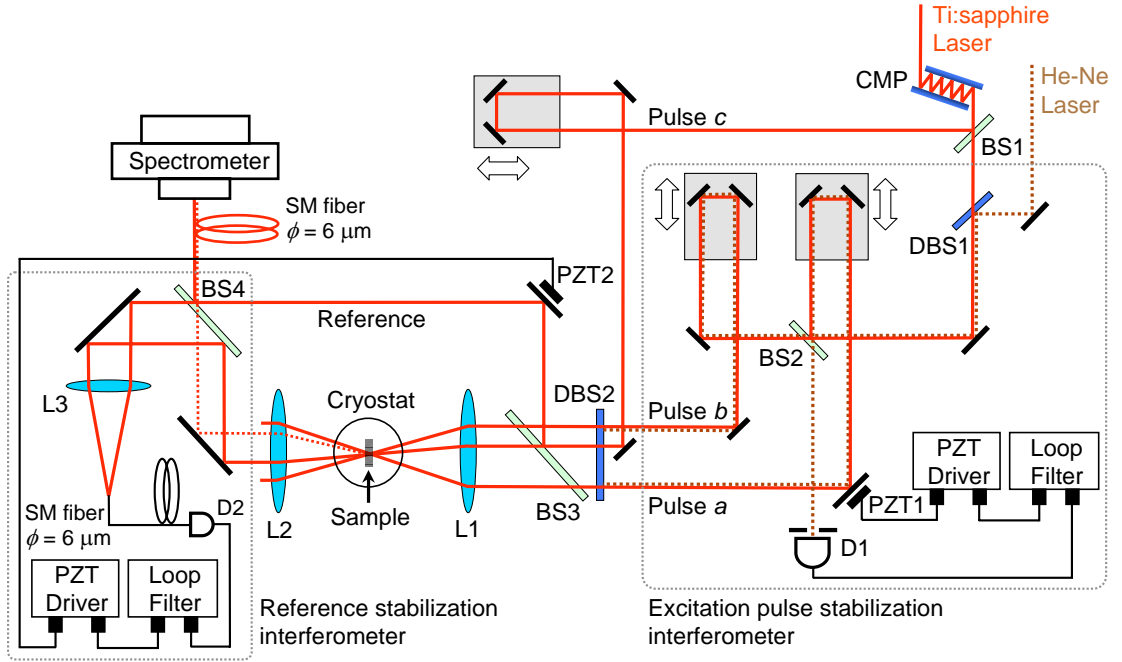 Ti:sapphire
Laser
CMP
He-Ne
Laser
Pulse c
BS1
Spectrometer
SM fiber
ϕ = 6 μm
DBS1
PZT2
BS4
Reference
BS2
L3
Cryostat
DBS2
Pulse b
PZT
Driver
Loop
Filter
D2
SM fiber
ϕ = 6 μm
L2
Sample
L1
BS3
Pulse a
PZT1
D1
PZT
Driver
Loop
Filter
Reference stabilization
interferometer
Excitation pulse stabilization
interferometer